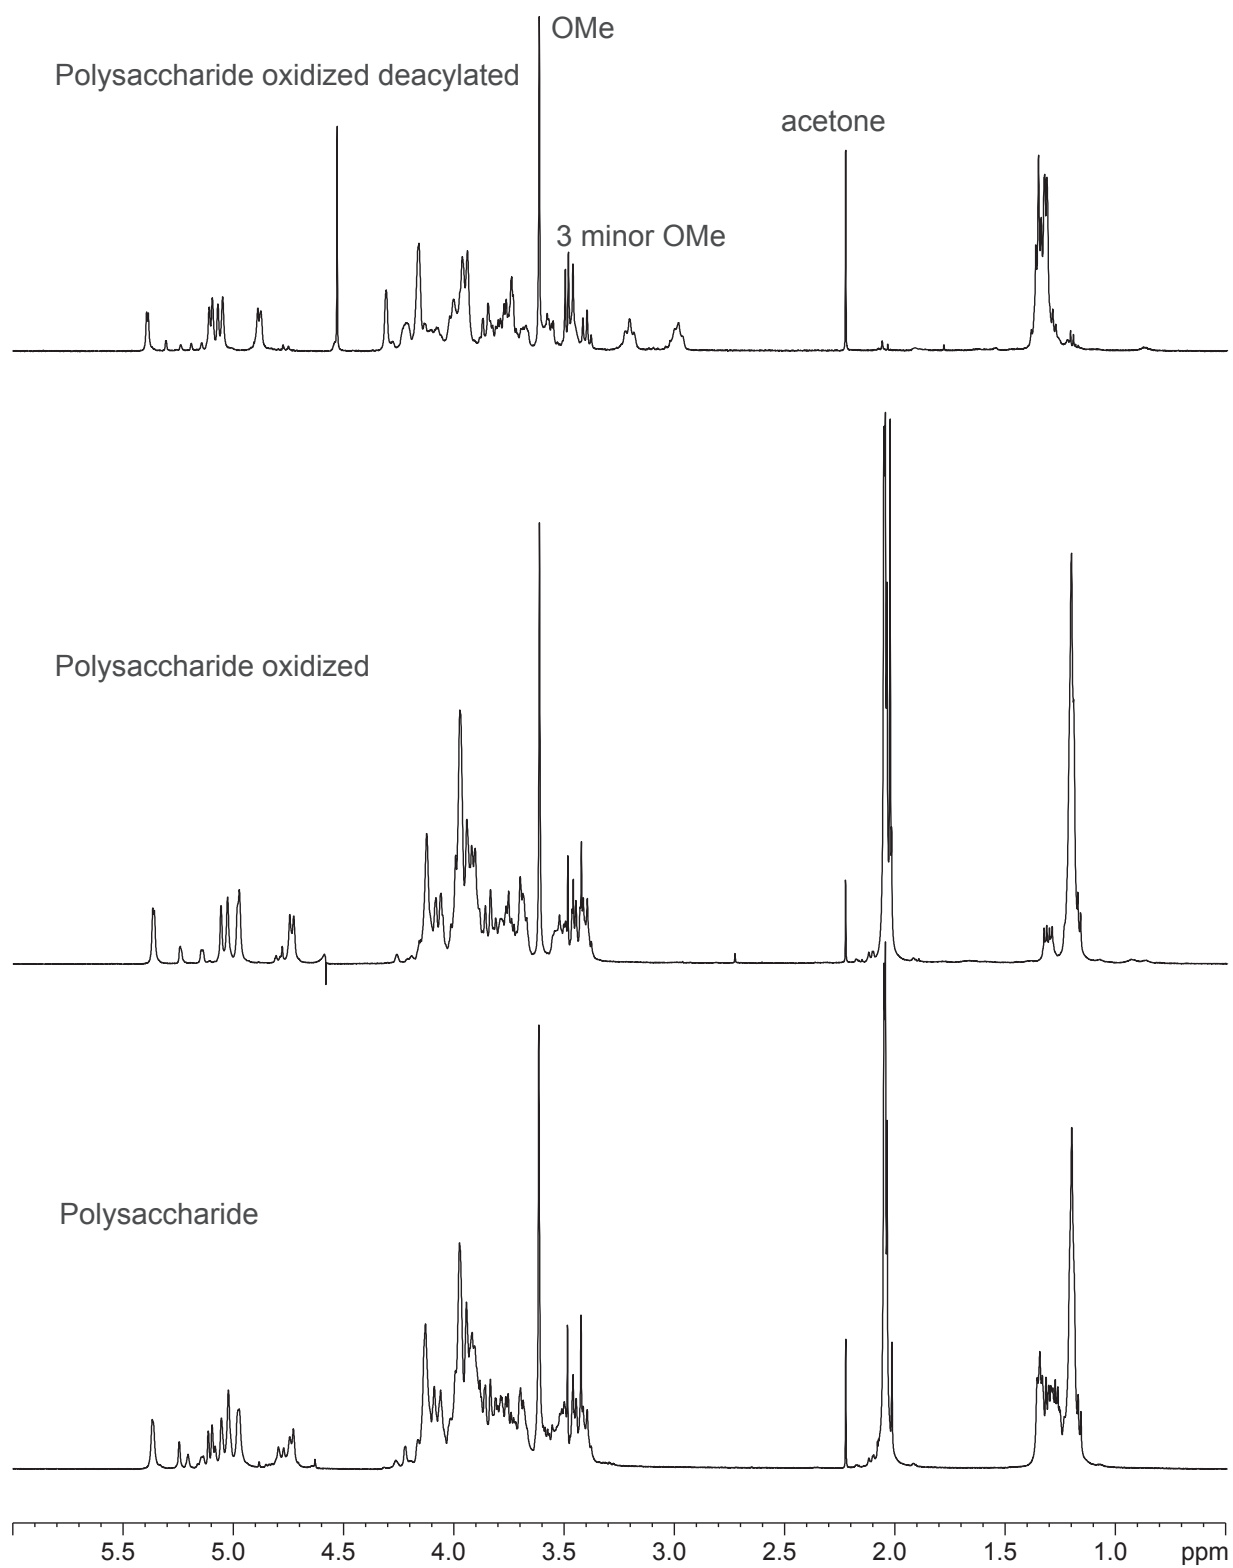 OMe
Polysaccharide oxidized deacylated
acetone
3 minor OMe
Polysaccharide oxidized
Polysaccharide
5.5 5.0 4.5 4.0 3.5 3.0 2.5 2.0 1.5 1.0 ppm